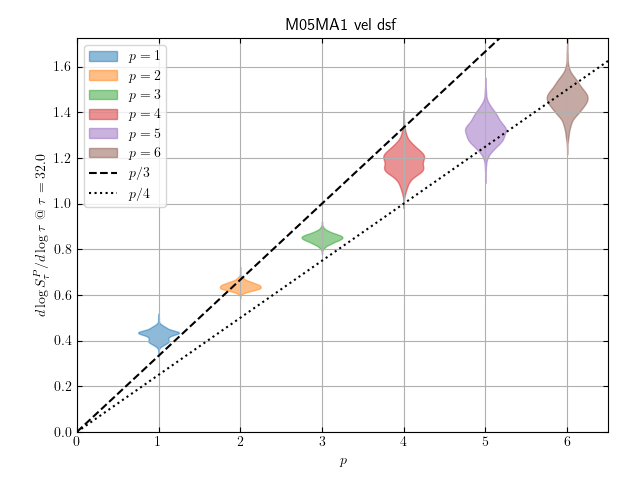 M05MA1 vel dsf
d log S_τ^P / d log τ @ τ = 32.0
1.6
1.4
1.2
1.0
0.8
0.6
0.4
0.2
0.0
p = 1
p = 2
p = 3
p = 4
p = 5
p = 6
p/3
p/4
0 1 2 3 4 5 6
p